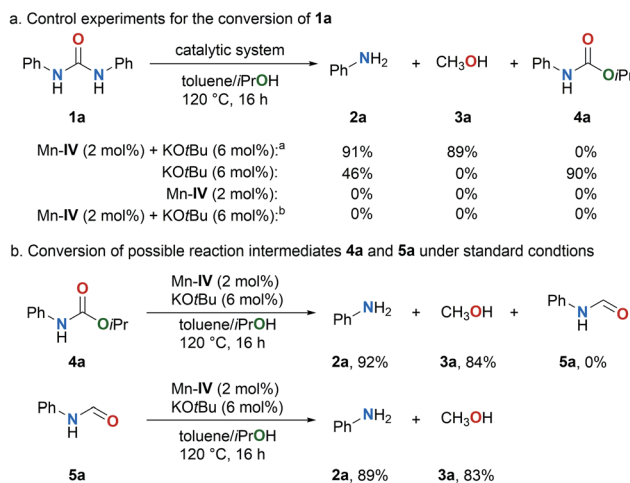 a. Control experiments for the conversion of 1a
Ph N H O N H Ph
catalytic system
toluene/iPrOH
120 °C, 16 h
Ph NH2 + CH3OH + Ph N H O OiPr
1a 2a 3a 4a
Mn-IV (2 mol%) + KOtBu (6 mol%):a 91% 89% 0%
KOtBu (6 mol%): 46% 0% 90%
Mn-IV (2 mol%): 0% 0% 0%
Mn-IV (2 mol%) + KOtBu (6 mol%):b 0% 0% 0%
b. Conversion of possible reaction intermediates 4a and 5a under standard condtions
Ph N H O OiPr
Mn-IV (2 mol%)
KOtBu (6 mol%)
toluene/iPrOH
120 °C, 16 h
Ph NH2 + CH3OH + Ph N H O
4a 2a, 92% 3a, 84% 5a, 0%
Ph N H O
Mn-IV (2 mol%)
KOtBu (6 mol%)
toluene/iPrOH
120 °C, 16 h
Ph NH2 + CH3OH
5a 2a, 89% 3a, 83%